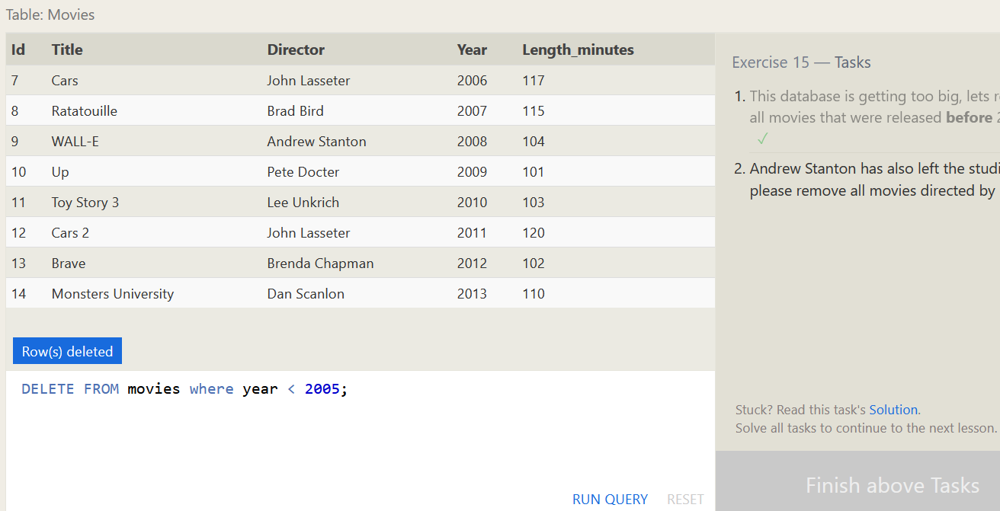 Table: Movies
Id Title Director Year Length_minutes
7 Cars John Lasseter 2006 117
8 Ratatouille Brad Bird 2007 115
9 WALL-E Andrew Stanton 2008 104
10 Up Pete Docter 2009 101
11 Toy Story 3 Lee Unkrich 2010 103
12 Cars 2 John Lasseter 2011 120
13 Brave Brenda Chapman 2012 102
14 Monsters University Dan Scanlon 2013 110
Row(s) deleted
DELETE FROM movies where year < 2005;
RUN QUERY RESET
Exercise 15 — Tasks
1. This database is getting too big, lets
all movies that were released before
✓
2. Andrew Stanton has also left the
please remove all movies directed by
Stuck? Read this task's Solution.
Solve all tasks to continue to the next lesson.
Finish above Tasks